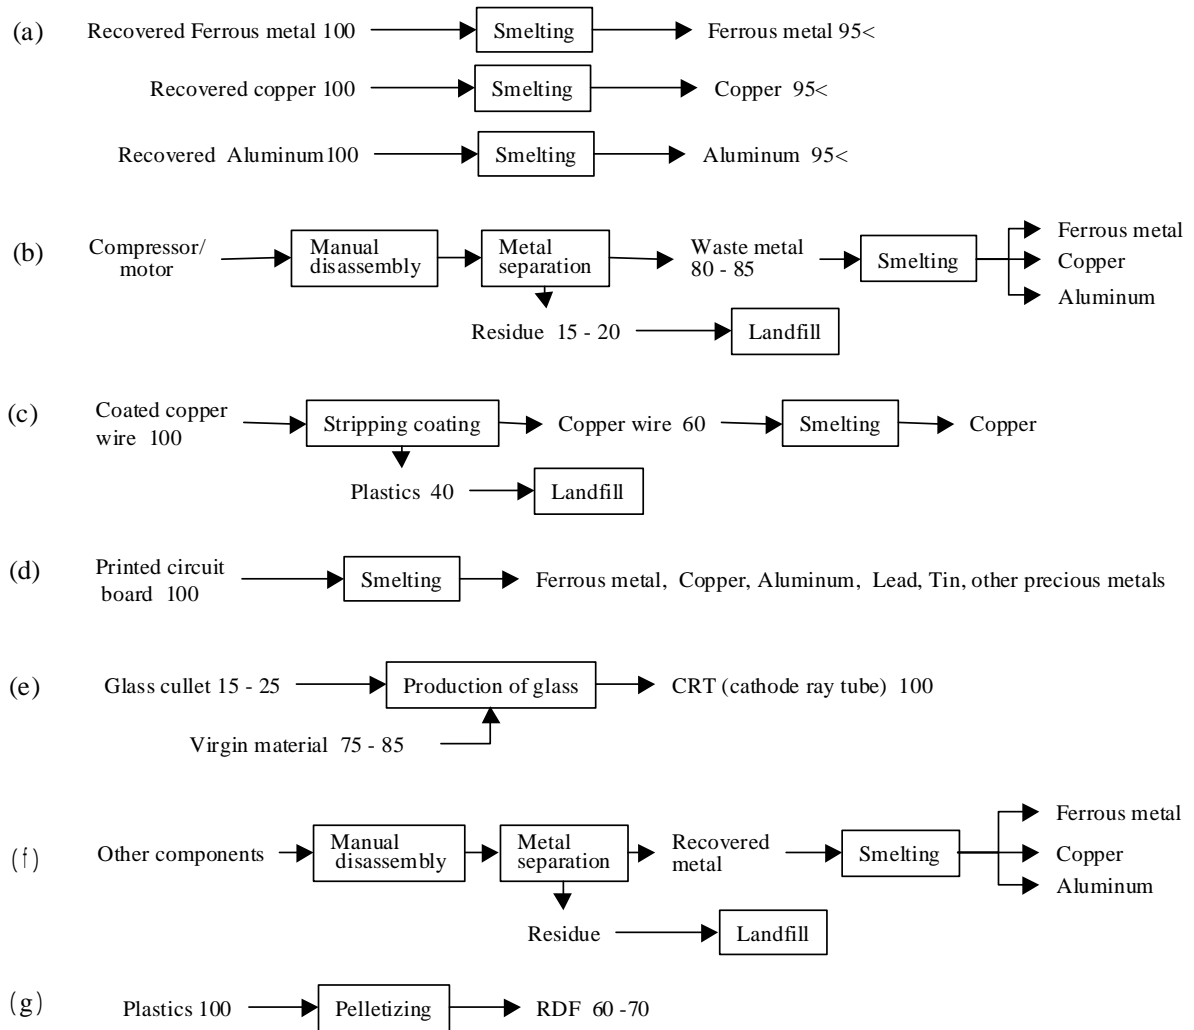 (a) Recovered Ferrous metal 100 Smelting Ferrous metal 95<
Recovered copper 100 Smelting Copper 95<
Recovered Aluminum100 Smelting Aluminum 95<
(b) Compressor/
motor
Manual
disassembly
Metal
separation
Waste metal
80 - 85
Smelting
Ferrous metal
Copper
Aluminum
Residue 15 - 20 Landfill
(c) Coated copper
wire 100
Stripping coating Copper wire 60 Smelting Copper
Plastics 40 Landfill
(d) Printed circuit
board 100
Smelting Ferrous metal, Copper, Aluminum, Lead, Tin, other precious metals
(e) Glass cullet 15 - 25 Production of glass CRT (cathode ray tube) 100
Virgin material 75 - 85
(f) Other components
Manual
disassembly
Metal
separation
Recovered
metal
Smelting
Ferrous metal
Copper
Aluminum
Residue Landfill
(g) Plastics 100 Pelletizing RDF 60 -70